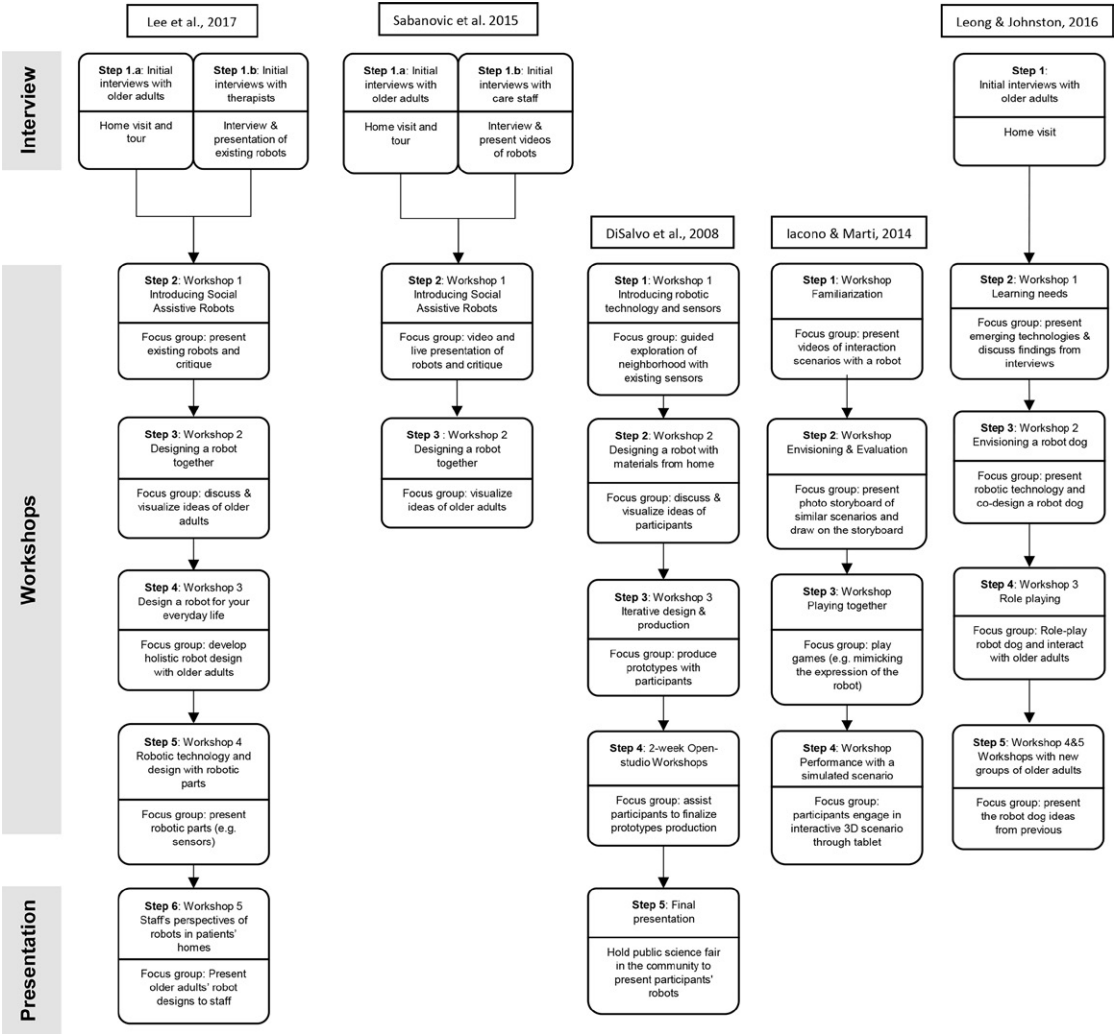 Lee et al., 2017
Sabanovic et al. 2015
Leong & Johnston, 2016
Interview
Step 1.a: Initial
interviews with
older adults
Home visit and
tour
Step 1.b: Initial
interviews with
therapists
Interview &
presentation of
existing robots
Step 1.a: Initial
interviews with
older adults
Home visit and
tour
Step 1.b: Initial
interviews with
care staff
Interview &
present videos
of robots
Step 1:
Initial interviews with
older adults
Home visit
DiSalvo et al., 2008
Iacono & Marti, 2014
Workshops
Step 2: Workshop 1
Introducing Social
Assistive Robots
Focus group: present
existing robots and
critique
Step 3: Workshop 2
Designing a robot
together
Focus group: discuss &
visualize ideas of older
adults
Step 4: Workshop 3
Design a robot for your
everyday life
Focus group: develop
holistic robot design
with older adults
Step 5: Workshop 4
Robotic technology and
design with robotic
parts
Focus group: present
robotic parts (e.g.
sensors)
Step 2: Workshop 1
Introducing Social
Assistive Robots
Focus group: video and
live presentation of
robots and critique
Step 3 : Workshop 2
Designing a robot
together
Focus group: visualize
ideas of older adults
Step 1: Workshop 1
Introducing robotic
technology and sensors
Focus group: guided
exploration of
neighborhood with
existing sensors
Step 2: Workshop 2
Designing a robot with
materials from home
Focus group: discuss &
visualize ideas of
participants
Step 3: Workshop 3
Iterative design &
production
Focus group: produce
prototypes with
participants
Step 4: 2-week Open-
studio Workshops
Focus group: assist
participants to finalize
prototypes production
Step 1: Workshop
Familiarization
Focus group: present
videos of interaction
scenarios with a robot
Step 2: Workshop
Envisioning & Evaluation
Focus group: present
photo storyboard of
similar scenarios and
draw on the storyboard
Step 3: Workshop
Playing together
Focus group: play
games (e.g. mimicking
the expression of the
robot)
Step 4: Workshop
Performance with a
simulated scenario
Focus group:
participants engage in
interactive 3D scenario
through tablet
Step 2: Workshop 1
Learning needs
Focus group: present
emerging technologies &
discuss findings from
interviews
Step 3: Workshop 2
Envisioning a robot dog
Focus group: present
robotic technology and
co-design a robot dog
Step 4: Workshop 3
Role playing
Focus group: Role-play
robot dog and interact
with older adults
Step 5: Workshop 4&5
Workshops with new
groups of older adults
Focus group: present
the robot dog ideas
from previous
Presentation
Step 6: Workshop 5
Staff's perspectives of
robots in patients'
homes
Focus group: Present
older adults' robot
designs to staff
Step 5: Final
presentation
Hold public science fair
in the community to
present participants'
robots